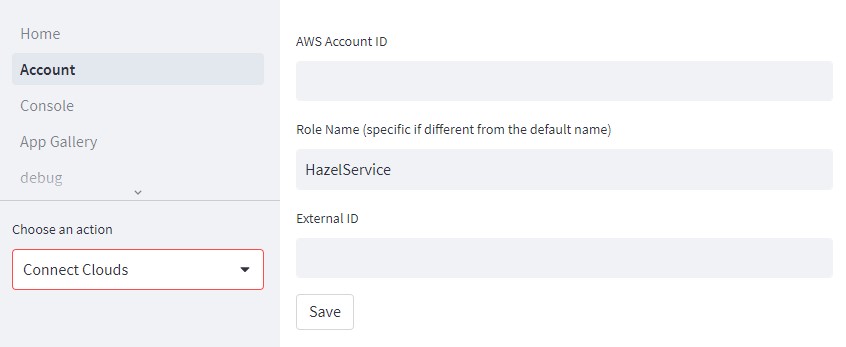 Home
Account
Console
App Gallery
debug
Choose an action
Connect Clouds
AWS Account ID
Role Name (specific if different from the default name)
HazelService
External ID
Save